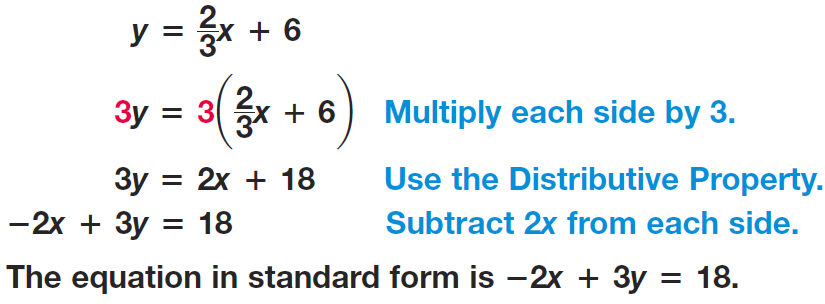 y = 2/3x + 6
3y = 3(2/3x + 6) Multiply each side by 3.
3y = 2x + 18 Use the Distributive Property.
−2x + 3y = 18 Subtract 2x from each side.
The equation in standard form is −2x + 3y = 18.